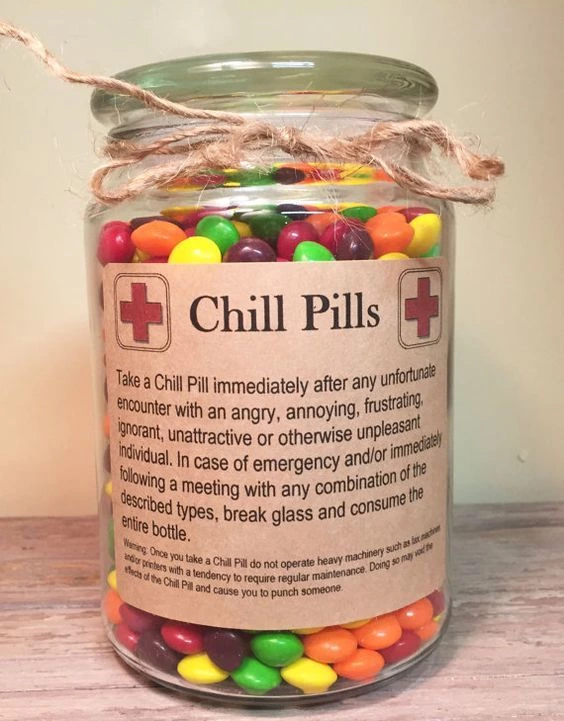 Chill Pills
Take a Chill Pill immediately after any unfortunate
encounter with an angry, annoying, frustrating,
ignorant, unattractive or otherwise unpleasant
individual. In case of emergency and/or immediately
following a meeting with any combination of the
described types, break glass and consume the
entire bottle.
Warning: Once you take a Chill Pill do not operate heavy machinery such as fax machines
and/or printers with a tendency to require regular maintenance. Doing so may void the
effects of the Chill Pill and cause you to punch someone.